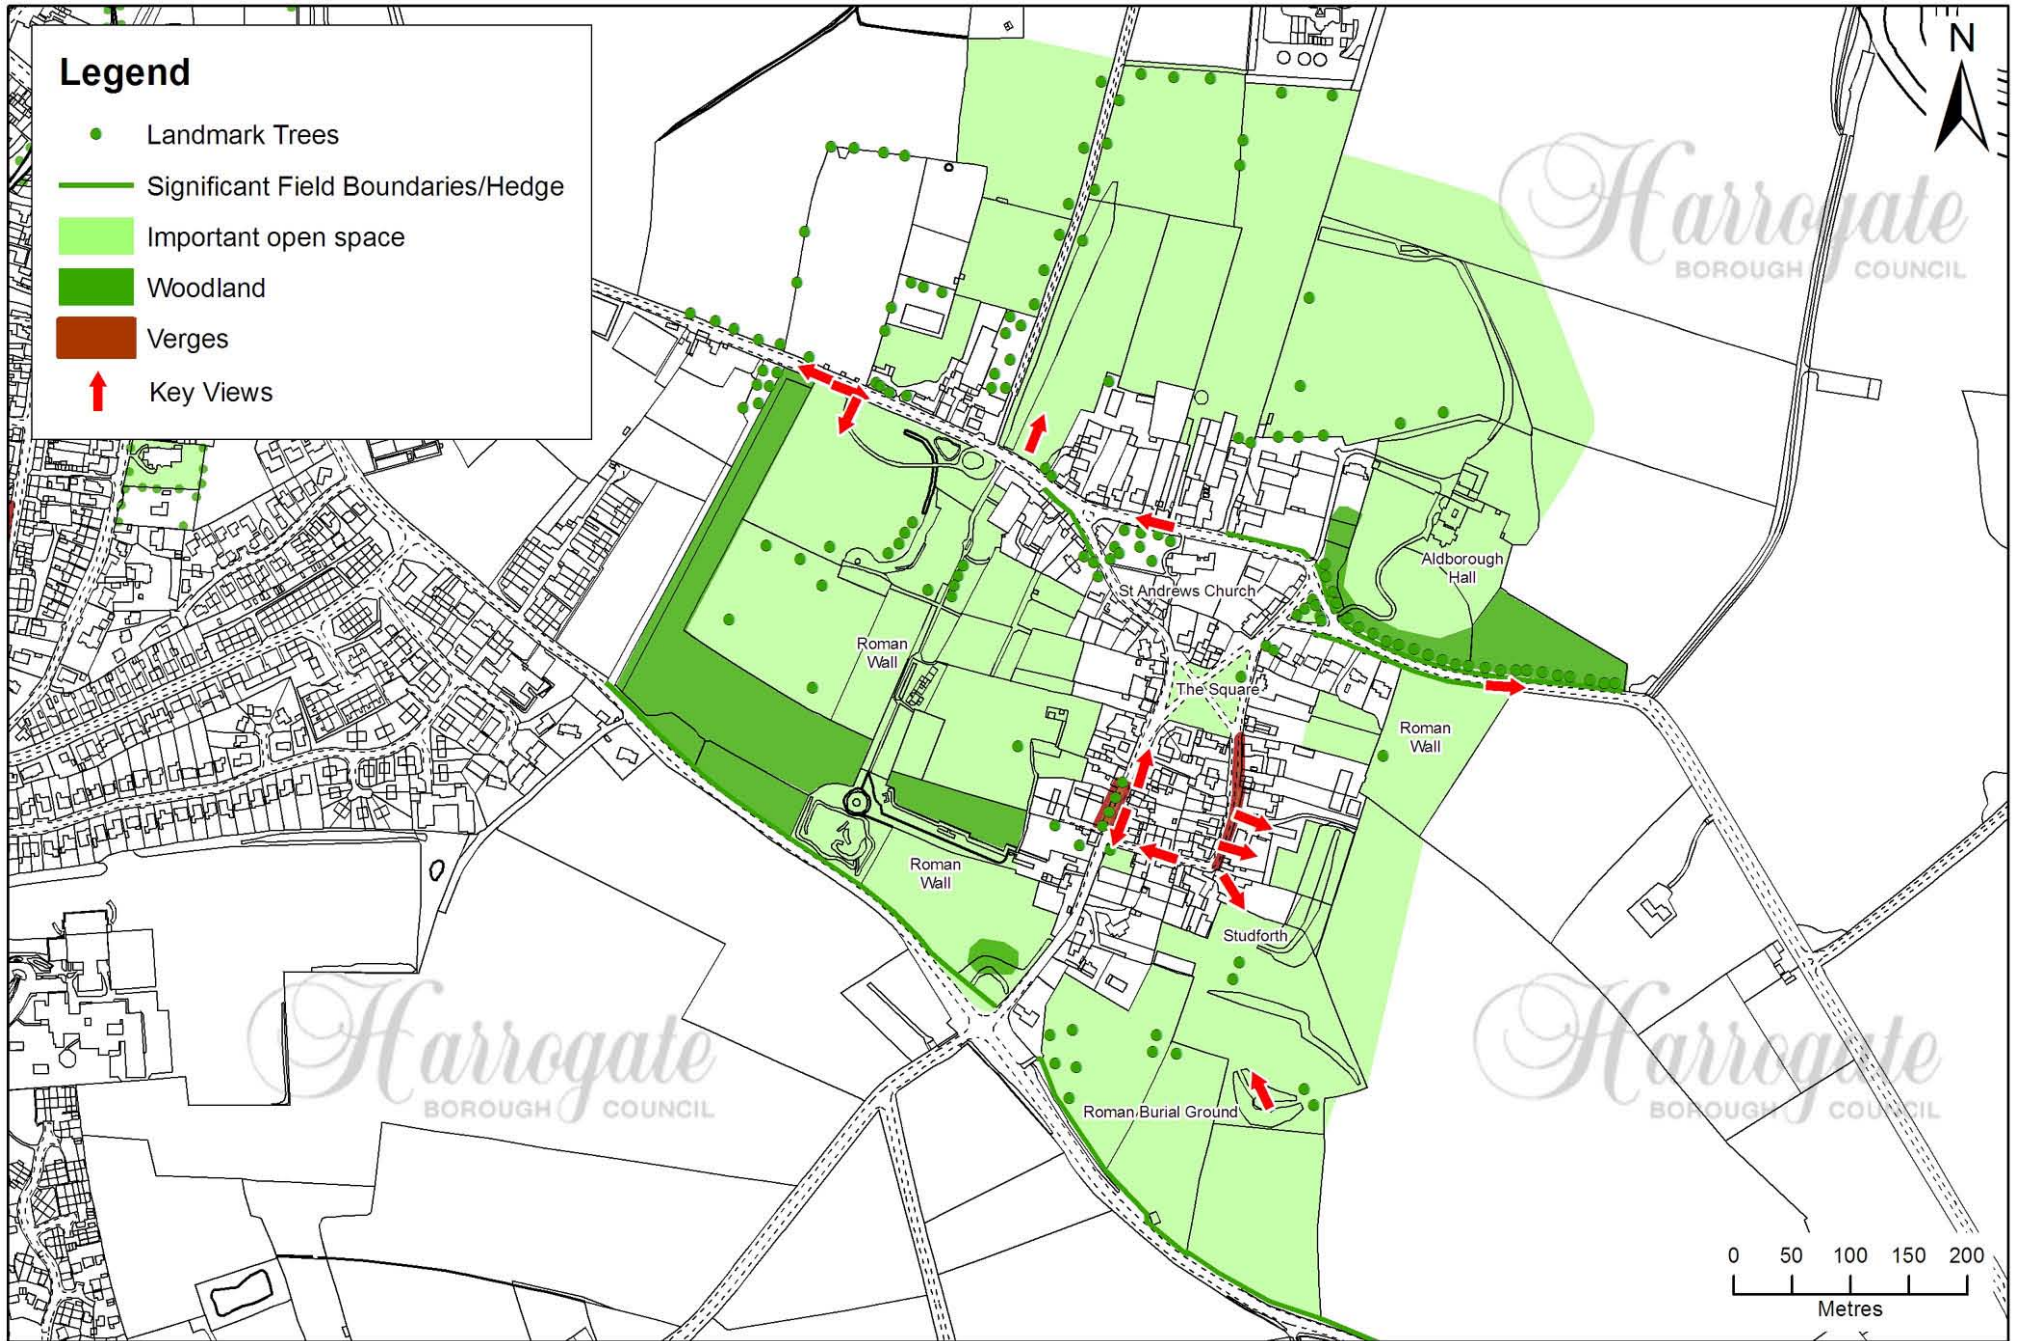 Legend
Landmark Trees
Significant Field Boundaries/Hedge
Important open space
Woodland
Verges
Key Views
N
Harrogate
BOROUGH COUNCIL
Aldborough
Hall
St Andrews Church
Roman
Wall
The Square
Roman
Wall
Roman
Wall
Studforth
Harrogate
BOROUGH COUNCIL
Harrogate
BOROUGH COUNCIL
Roman Burial Ground
0 50 100 150 200
Metres